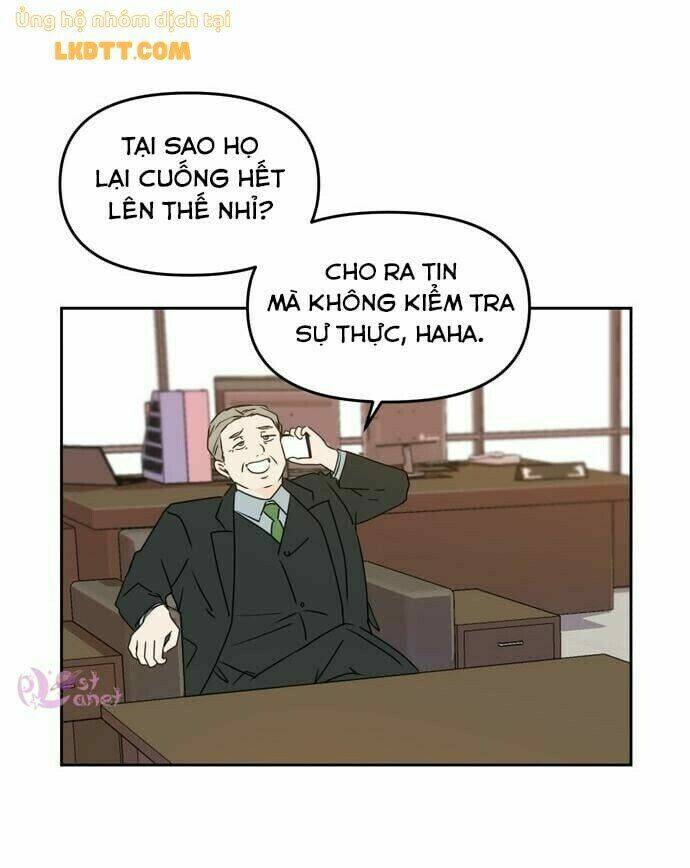 Ủng hộ nhóm dịch tại
LKDTT.COM
TẠI SAO HỌ
LẠI CUỐNG HẾT
LÊN THẾ NHỈ?
CHO RA TIN
MÀ KHÔNG KIỂM TRA
SỰ THỰC, HAHA.